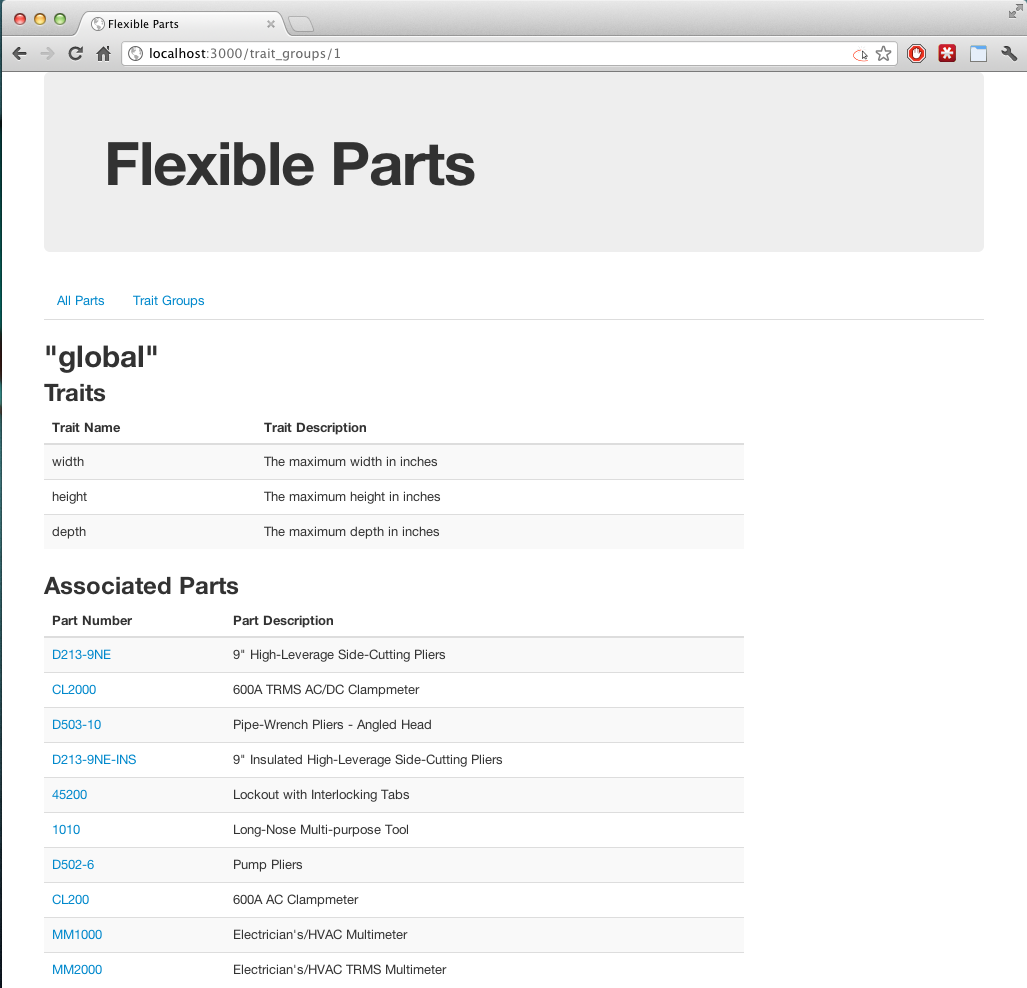 Flexible Parts
localhost:3000/trait_groups/1
Flexible Parts
All Parts Trait Groups
"global"
Traits
Trait Name Trait Description
width The maximum width in inches
height The maximum height in inches
depth The maximum depth in inches
Associated Parts
Part Number Part Description
D213-9NE 9" High-Leverage Side-Cutting Pliers
CL2000 600A TRMS AC/DC Clampmeter
D503-10 Pipe-Wrench Pliers - Angled Head
D213-9NE-INS 9" Insulated High-Leverage Side-Cutting Pliers
45200 Lockout with Interlocking Tabs
1010 Long-Nose Multi-purpose Tool
D502-6 Pump Pliers
CL200 600A AC Clampmeter
MM1000 Electrician's/HVAC Multimeter
MM2000 Electrician's/HVAC TRMS Multimeter